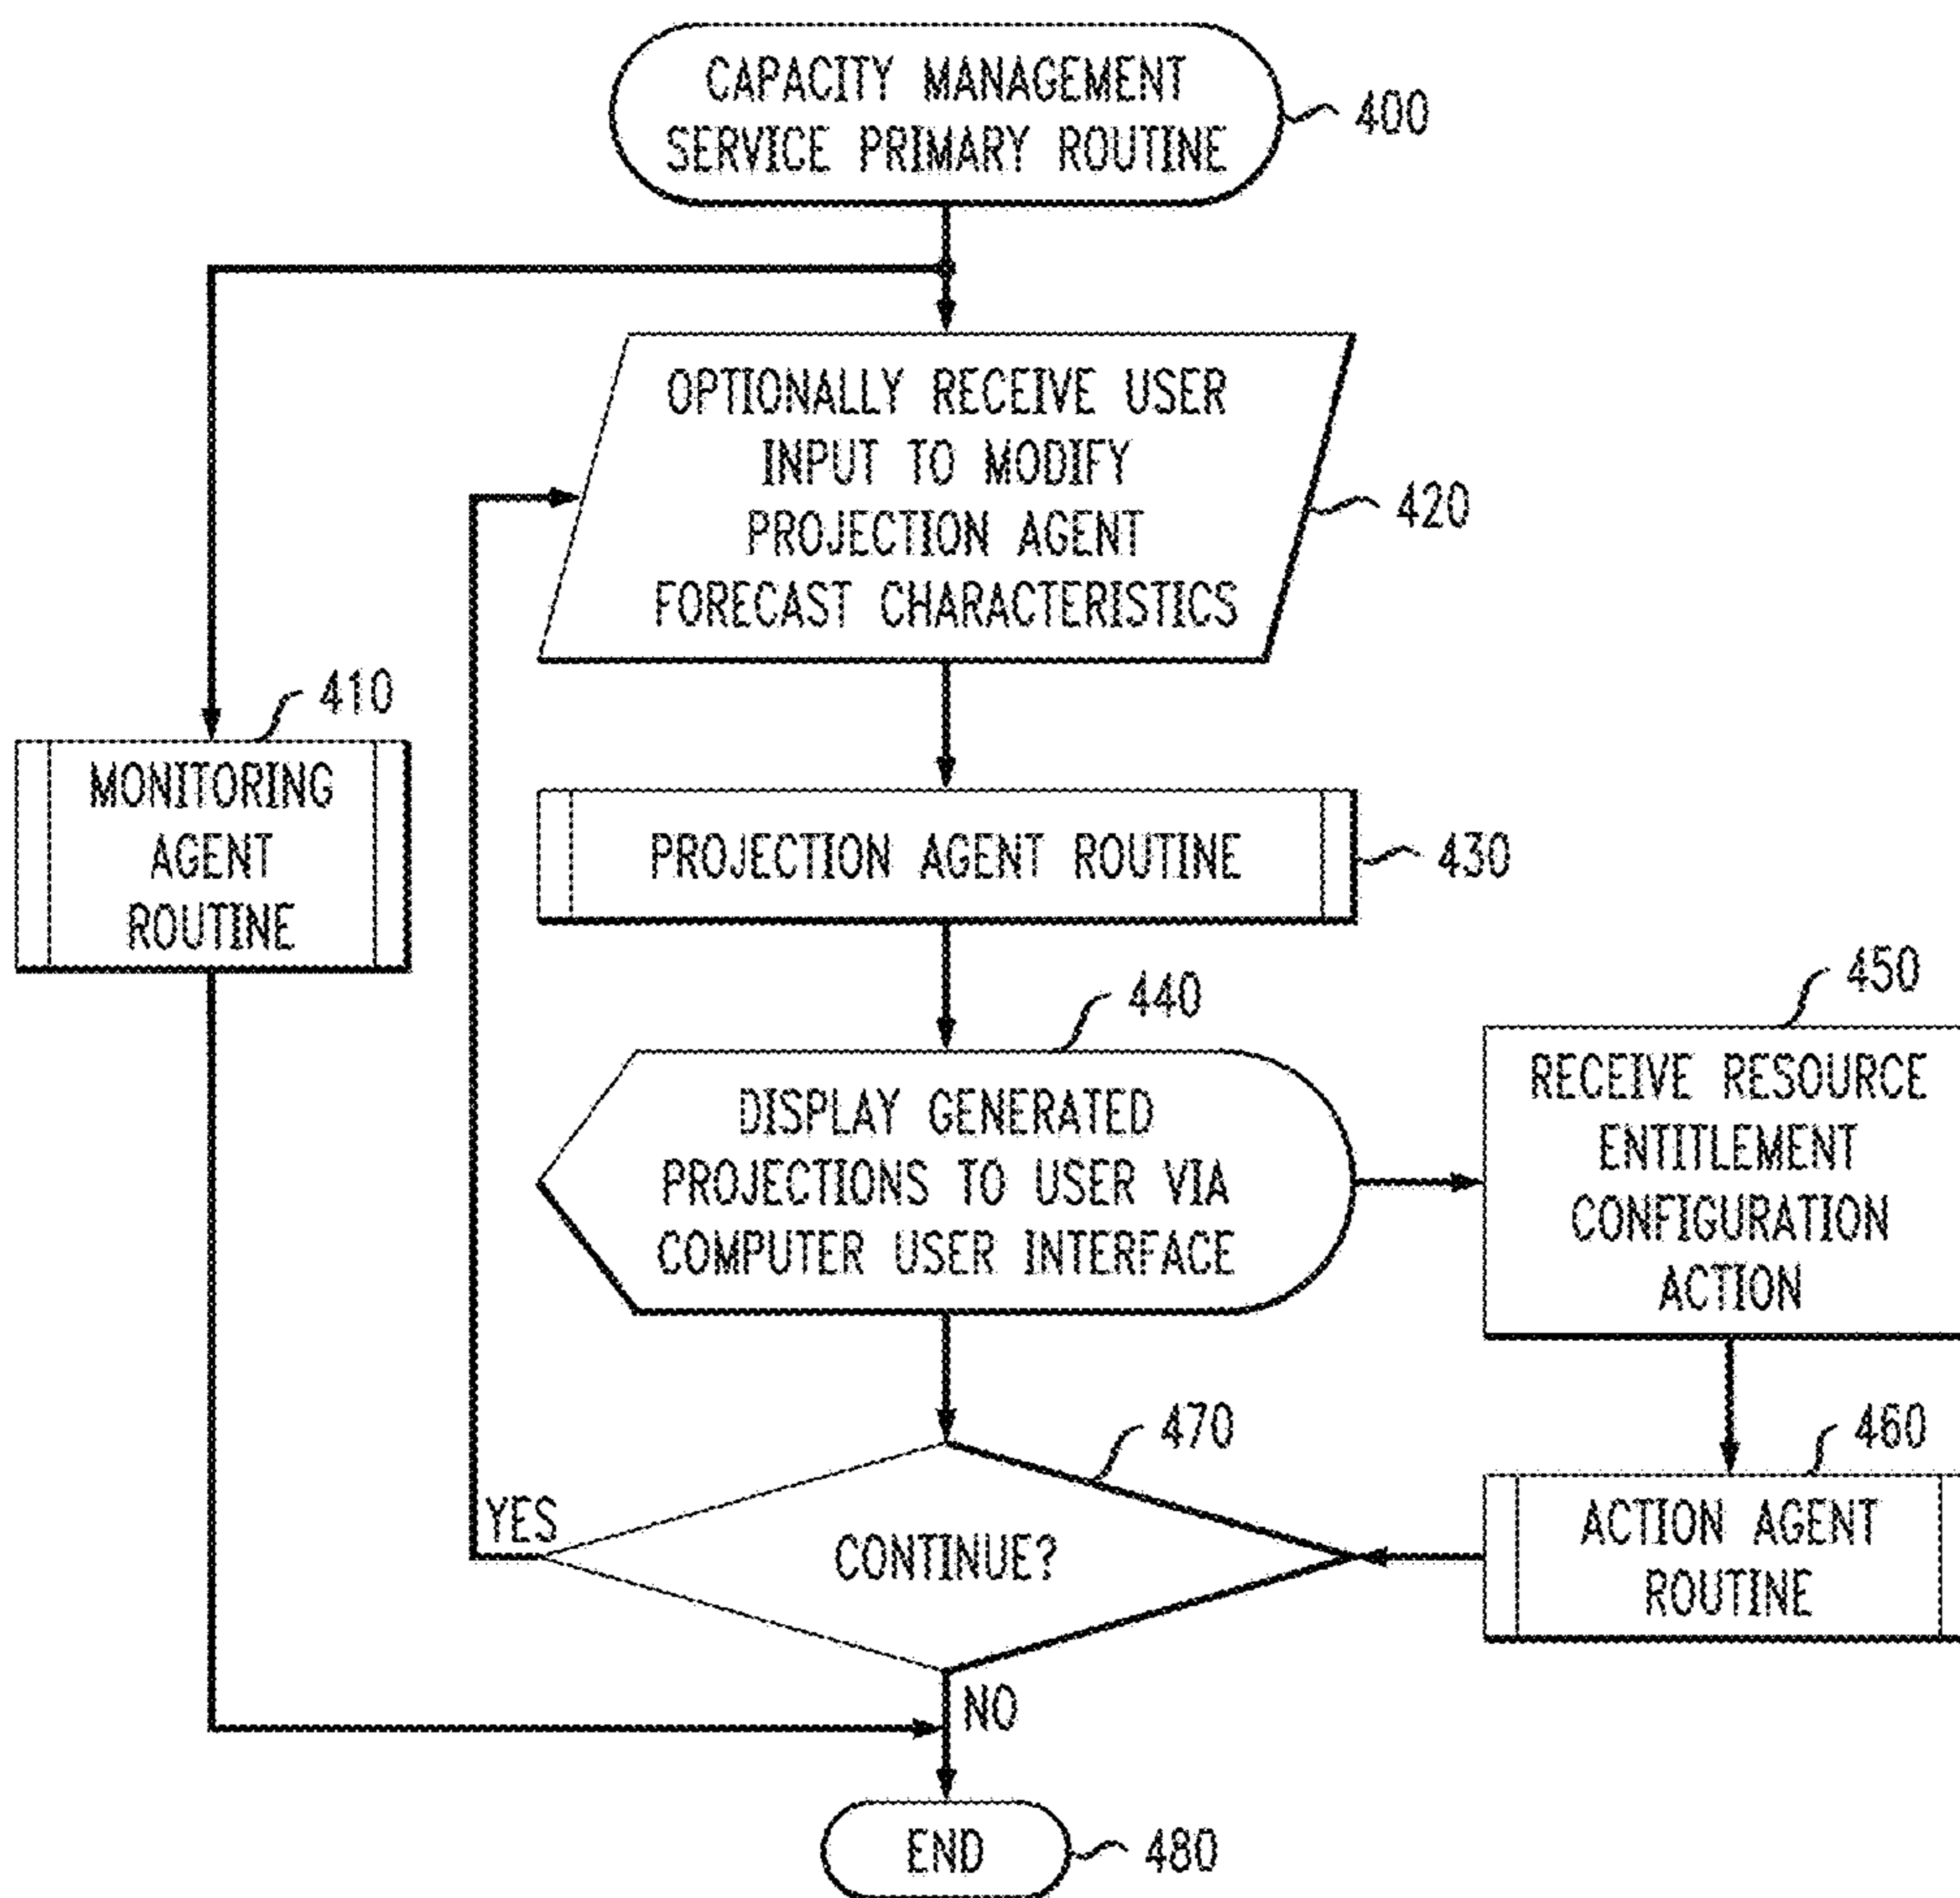 CAPACITY MANAGEMENT
SERVICE PRIMARY ROUTINE
400
OPTIONALLY RECEIVE USER
INPUT TO MODIFY
PROJECTION AGENT
FORECAST CHARACTERISTICS
420
410
MONITORING
AGENT
ROUTINE
PROJECTION AGENT ROUTINE
430
440
DISPLAY GENERATED
PROJECTIONS TO USER VIA
COMPUTER USER INTERFACE
450
RECEIVE RESOURCE
ENTITLEMENT
CONFIGURATION
ACTION
470
YES
CONTINUE?
460
ACTION AGENT
ROUTINE
NO
END
480